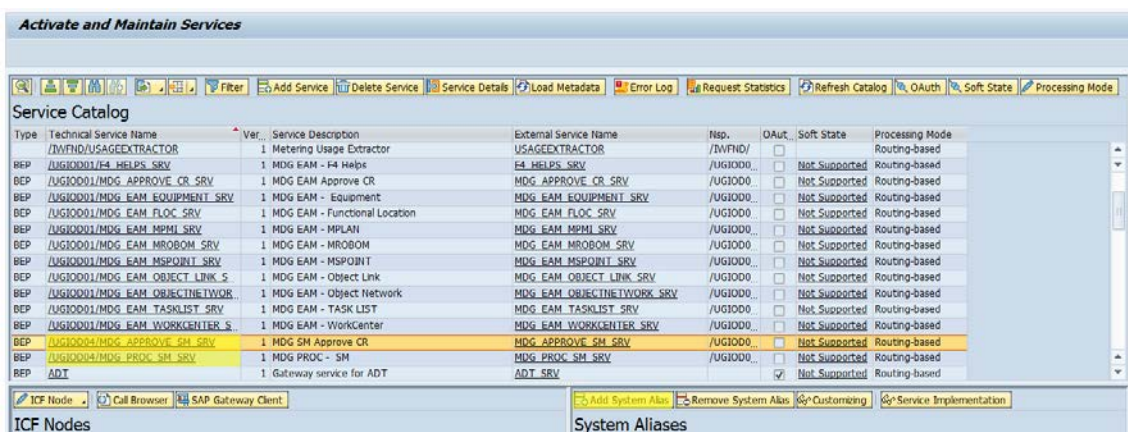 Activate and Maintain Services
Filter Add Service Delete Service Service Details Load Metadata Error Log Request Statistics Refresh Catalog OAuth Soft State Processing Mode
Service Catalog
Type Technical Service Name Ver... Service Description External Service Name Nsp. OAut... Soft State Processing Mode
/IWFND/USAGEEXTRACTOR 1 Metering Usage Extractor USAGEEXTRACTOR /IWFND/ Routing-based
BEP /UGIOD01/F4_HELPS_SRV 1 MDG EAM - F4 Helps F4_HELPS_SRV /UGIOD0... Not Supported Routing-based
BEP /UGIOD01/MDG_APPROVE_CR_SRV 1 MDG EAM Approve CR MDG_APPROVE_CR_SRV /UGIOD0... Not Supported Routing-based
BEP /UGIOD01/MDG_EAM_EQUIPMENT_SRV 1 MDG EAM - Equipment MDG_EAM_EQUIPMENT_SRV /UGIOD0... Not Supported Routing-based
BEP /UGIOD01/MDG_EAM_FLOC_SRV 1 MDG EAM - Functional Location MDG_EAM_FLOC_SRV /UGIOD0... Not Supported Routing-based
BEP /UGIOD01/MDG_EAM_MPMI_SRV 1 MDG EAM - MPLAN MDG_EAM_MPMI_SRV /UGIOD0... Not Supported Routing-based
BEP /UGIOD01/MDG_EAM_MROBOM_SRV 1 MDG EAM - MROBOM MDG_EAM_MROBOM_SRV /UGIOD0... Not Supported Routing-based
BEP /UGIOD01/MDG_EAM_MSPOINT_SRV 1 MDG EAM - MSPOINT MDG_EAM_MSPOINT_SRV /UGIOD0... Not Supported Routing-based
BEP /UGIOD01/MDG_EAM_OBJECT_LINK_S... 1 MDG EAM - Object Link MDG_EAM_OBJECT_LINK_SRV /UGIOD0... Not Supported Routing-based
BEP /UGIOD01/MDG_EAM_OBJECTNETWOR... 1 MDG EAM - Object Network MDG_EAM_OBJECTNETWORK_SRV /UGIOD0... Not Supported Routing-based
BEP /UGIOD01/MDG_EAM_TASKLIST_SRV 1 MDG EAM - TASK LIST MDG_EAM_TASKLIST_SRV /UGIOD0... Not Supported Routing-based
BEP /UGIOD01/MDG_EAM_WORKCENTER_S... 1 MDG EAM - WorkCenter MDG_EAM_WORKCENTER_SRV /UGIOD0... Not Supported Routing-based
BEP /UGIOD04/MDG_APPROVE_SM_SRV 1 MDG SM Approve CR MDG_APPROVE_SM_SRV /UGIOD0... Not Supported Routing-based
BEP /UGIOD04/MDG_PROC_SM_SRV 1 MDG PROC - SM MDG_PROC_SM_SRV /UGIOD0... Not Supported Routing-based
BEP ADT 1 Gateway service for ADT ADT_SRV Not Supported Routing-based
ICF Node Call Browser SAP Gateway Client Add System Alias Remove System Alias Customizing Service Implementation
ICF Nodes System Aliases